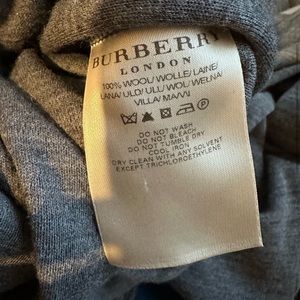 BURBERRY
LONDON
100% WOOL/WOLLE/LAINE/
LANA/ULD/ULL/WOL/WEŁNA/
VILLA/MAΛΛI
DO NOT WASH
DO NOT BLEACH
DO NOT TUMBLE DRY
COOL IRON
DRY CLEAN WITH ANY SOLVENT
EXCEPT TRICHLOROETHYLENE